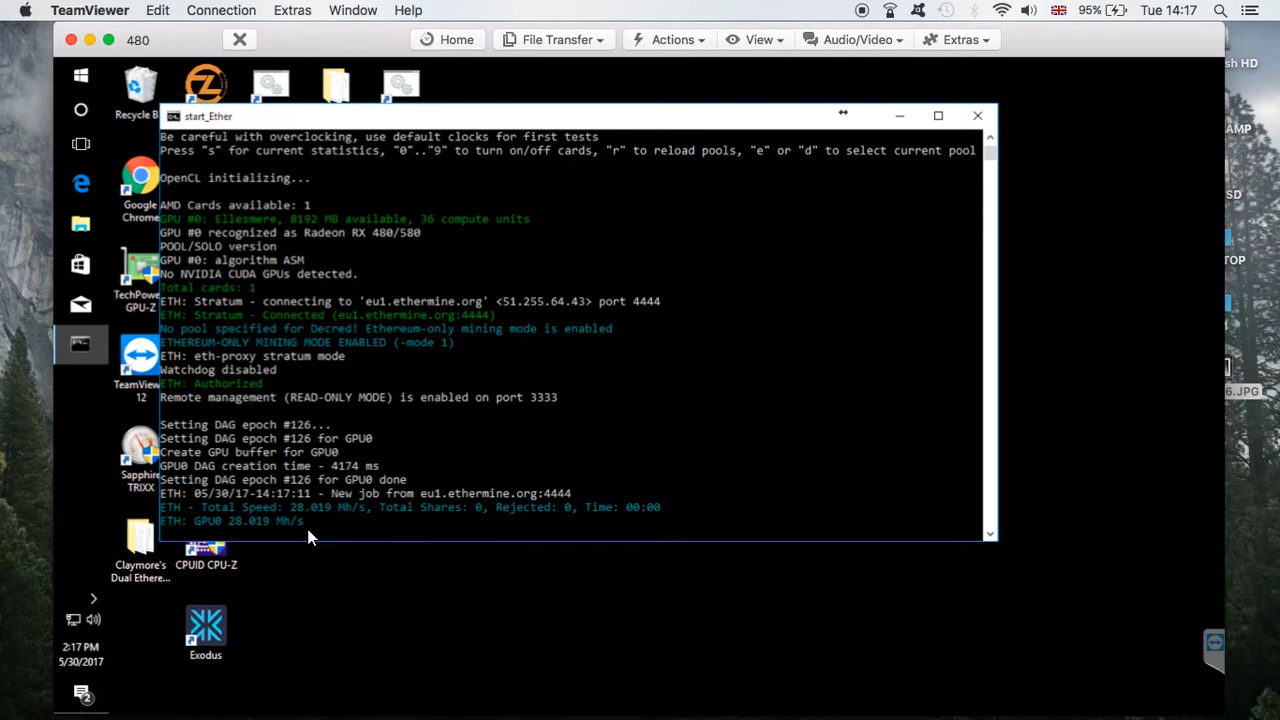 TeamViewer Edit Connection Extras Window Help 95% Tue 14:17
480 Home File Transfer Actions View Audio/Video Extras
sh HD
Recycle B
start_Ether
Be careful with overclocking, use default clocks for first tests
Press "s" for current statistics, "0".."9" to turn on/off cards, "r" to reload pools, "e" or "d" to select current pool
OpenCL initializing...
AMD Cards available: 1
GPU #0: Ellesmere, 8192 MB available, 36 compute units
GPU #0 recognized as Radeon RX 480/580
POOL/SOLO version
GPU #0: algorithm ASM
No NVIDIA CUDA GPUs detected.
Total cards: 1
ETH: Stratum - connecting to 'eu1.ethermine.org' <51.255.64.43> port 4444
ETH: Stratum - Connected (eu1.ethermine.org:4444)
No pool specified for Decred! Ethereum-only mining mode is enabled
ETHEREUM-ONLY MINING MODE ENABLED (-mode 1)
ETH: eth-proxy stratum mode
Watchdog disabled
ETH: Authorized
Remote management (READ-ONLY MODE) is enabled on port 3333
Setting DAG epoch #126...
Setting DAG epoch #126 for GPU0
Create GPU buffer for GPU0
GPU0 DAG creation time - 4174 ms
Setting DAG epoch #126 for GPU0 done
ETH: 05/30/17-14:17:11 - New job from eu1.ethermine.org:4444
ETH - Total Speed: 28.019 Mh/s, Total Shares: 0, Rejected: 0, Time: 00:00
ETH: GPU0 28.019 Mh/s
Google
Chrome
TechPower
GPU-Z
TeamView
12
Sapphire
TRIXX
Claymore's
Dual Ethere...
CPUID CPU-Z
Exodus
AMP
SD
TOP
6.JPG
2:17 PM
5/30/2017
2